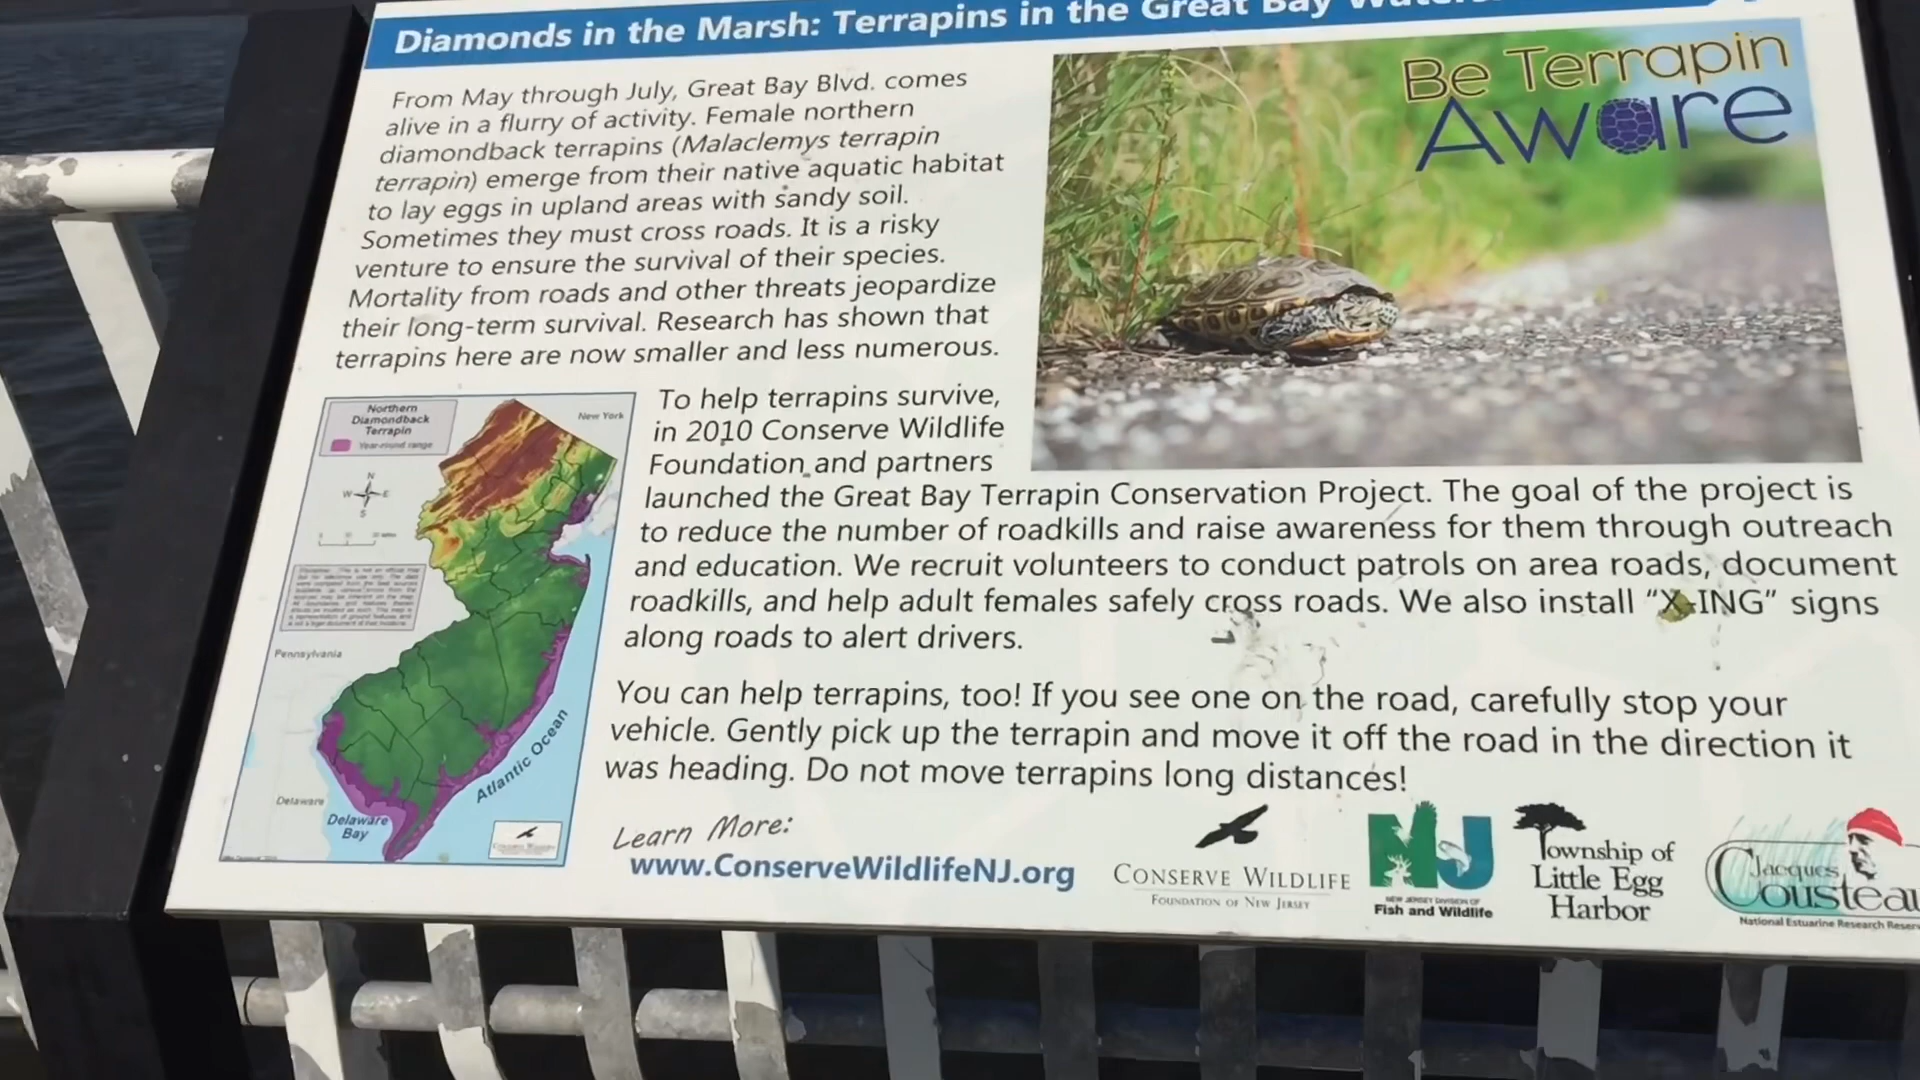 Diamonds in the Marsh: Terrapins in the Great Bay
From May through July, Great Bay Blvd. comes
alive in a flurry of activity. Female northern
diamondback terrapins (Malaclemys terrapin
terrapin) emerge from their native aquatic habitat
to lay eggs in upland areas with sandy soil.
Sometimes they must cross roads. It is a risky
venture to ensure the survival of their species.
Mortality from roads and other threats jeopardize
their long-term survival. Research has shown that
terrapins here are now smaller and less numerous.
Be Terrapin
Aware
To help terrapins survive,
in 2010 Conserve Wildlife
Foundation and partners
launched the Great Bay Terrapin Conservation Project. The goal of the project is
to reduce the number of roadkills and raise awareness for them through outreach
and education. We recruit volunteers to conduct patrols on area roads, document
roadkills, and help adult females safely cross roads. We also install "X-ING" signs
along roads to alert drivers.
You can help terrapins, too! If you see one on the road, carefully stop your
vehicle. Gently pick up the terrapin and move it off the road in the direction it
was heading. Do not move terrapins long distances!
Learn More:
www.ConserveWildlifeNJ.org
Northern
Diamondback
Terrapin
Year-round range
New York
N
W E
S
Pennsylvania
Delaware
Delaware
Bay
Atlantic Ocean
CONSERVE WILDLIFE
FOUNDATION OF NEW JERSEY
NJ
NEW JERSEY DIVISION OF
Fish and Wildlife
Township of
Little Egg
Harbor
Jacques
Cousteau
National Estuarine Research